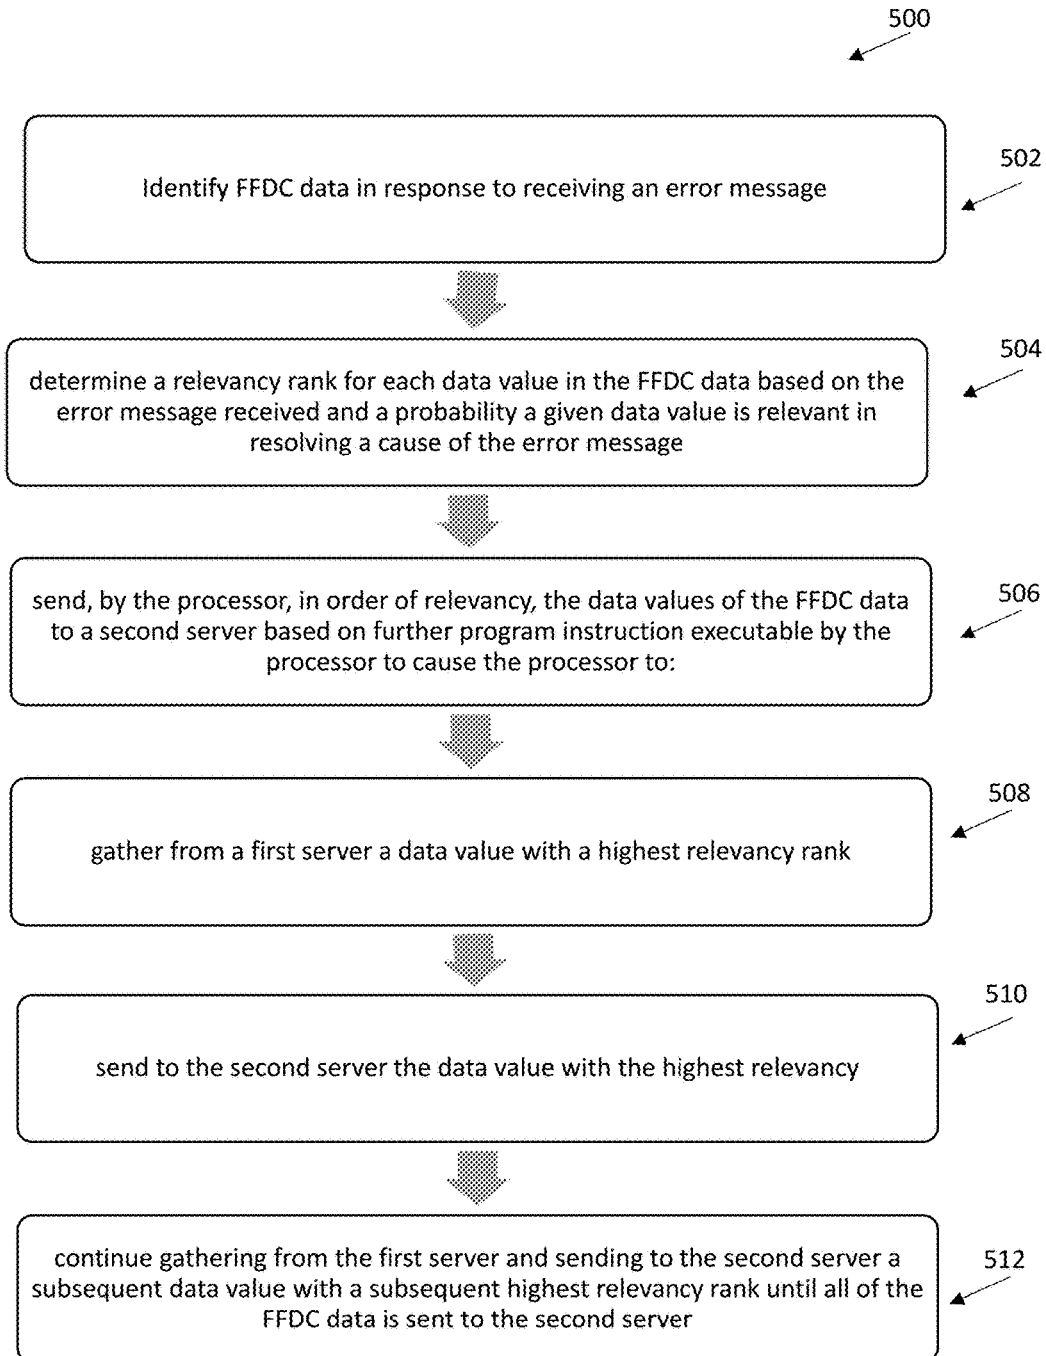 500
Identify FFDC data in response to receiving an error message
502
determine a relevancy rank for each data value in the FFDC data based on the
error message received and a probability a given data value is relevant in
resolving a cause of the error message
504
send, by the processor, in order of relevancy, the data values of the FFDC data
to a second server based on further program instruction executable by the
processor to cause the processor to:
506
gather from a first server a data value with a highest relevancy rank
508
send to the second server the data value with the highest relevancy
510
continue gathering from the first server and sending to the second server a
subsequent data value with a subsequent highest relevancy rank until all of the
FFDC data is sent to the second server
512